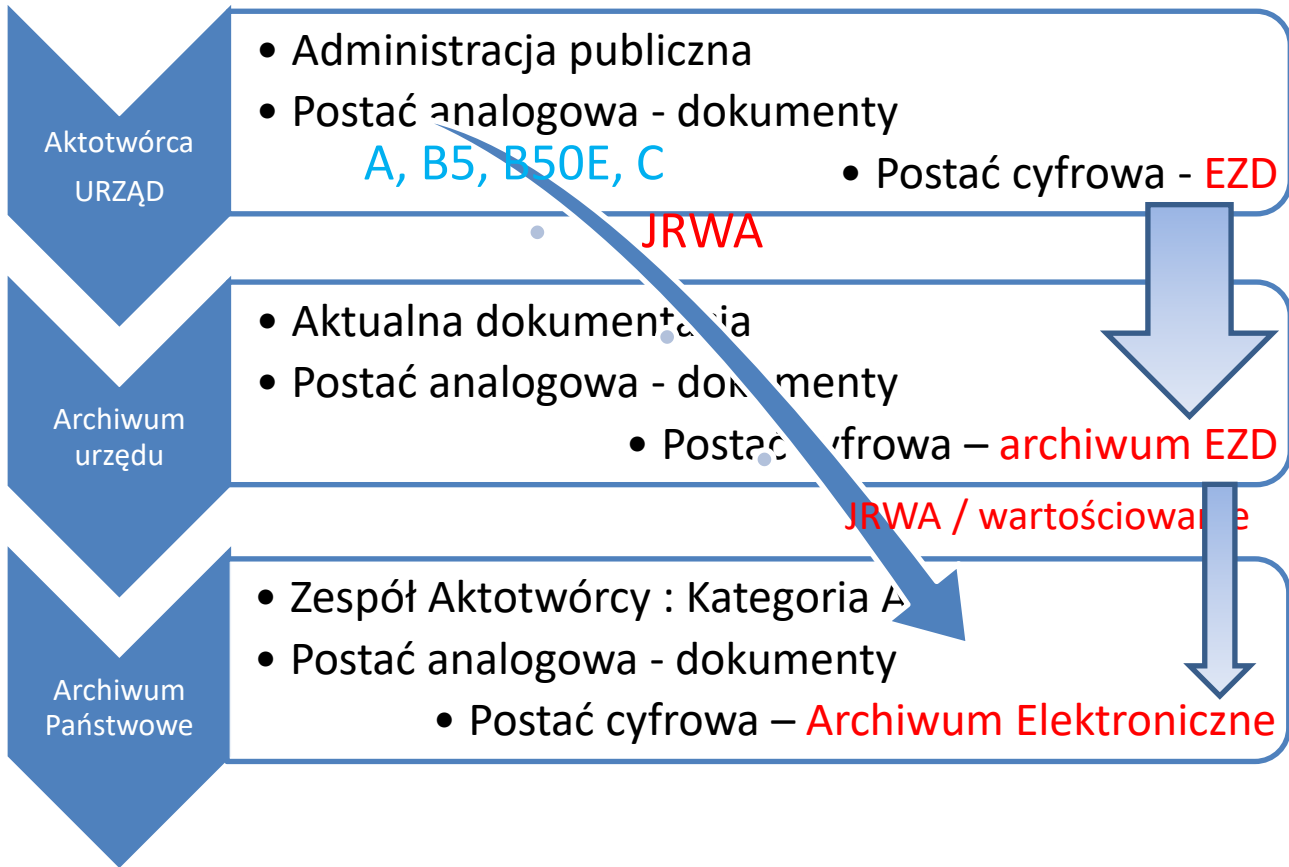 Aktotwórca
URZĄD
• Administracja publiczna
• Postać analogowa - dokumenty
A, B5, B50E, C
• Postać cyfrowa - EZD
JRWA
Archiwum
urzędu
• Aktualna dokumentacja
• Postać analogowa - dokumenty
• Postać cyfrowa – archiwum EZD
JRWA / wartościowanie
Archiwum
Państwowe
• Zespół Aktotwórcy : Kategoria A
• Postać analogowa - dokumenty
• Postać cyfrowa – Archiwum Elektroniczne